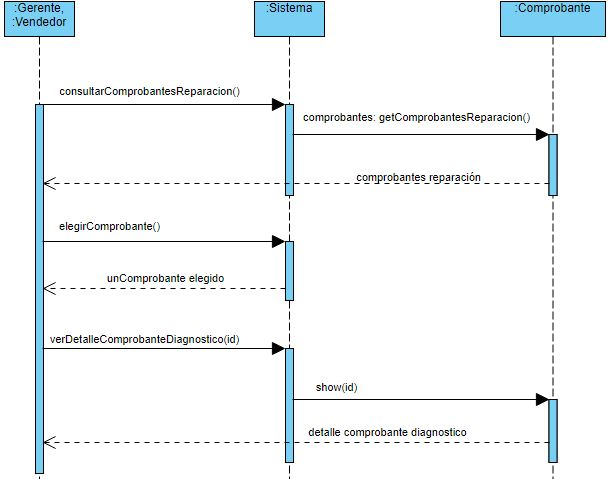 :Gerente,
:Vendedor
:Sistema
:Comprobante
consultarComprobantesReparacion()
comprobantes: getComprobantesReparacion()
comprobantes reparación
elegirComprobante()
unComprobante elegido
verDetalleComprobanteDiagnostico(id)
show(id)
detalle comprobante diagnostico